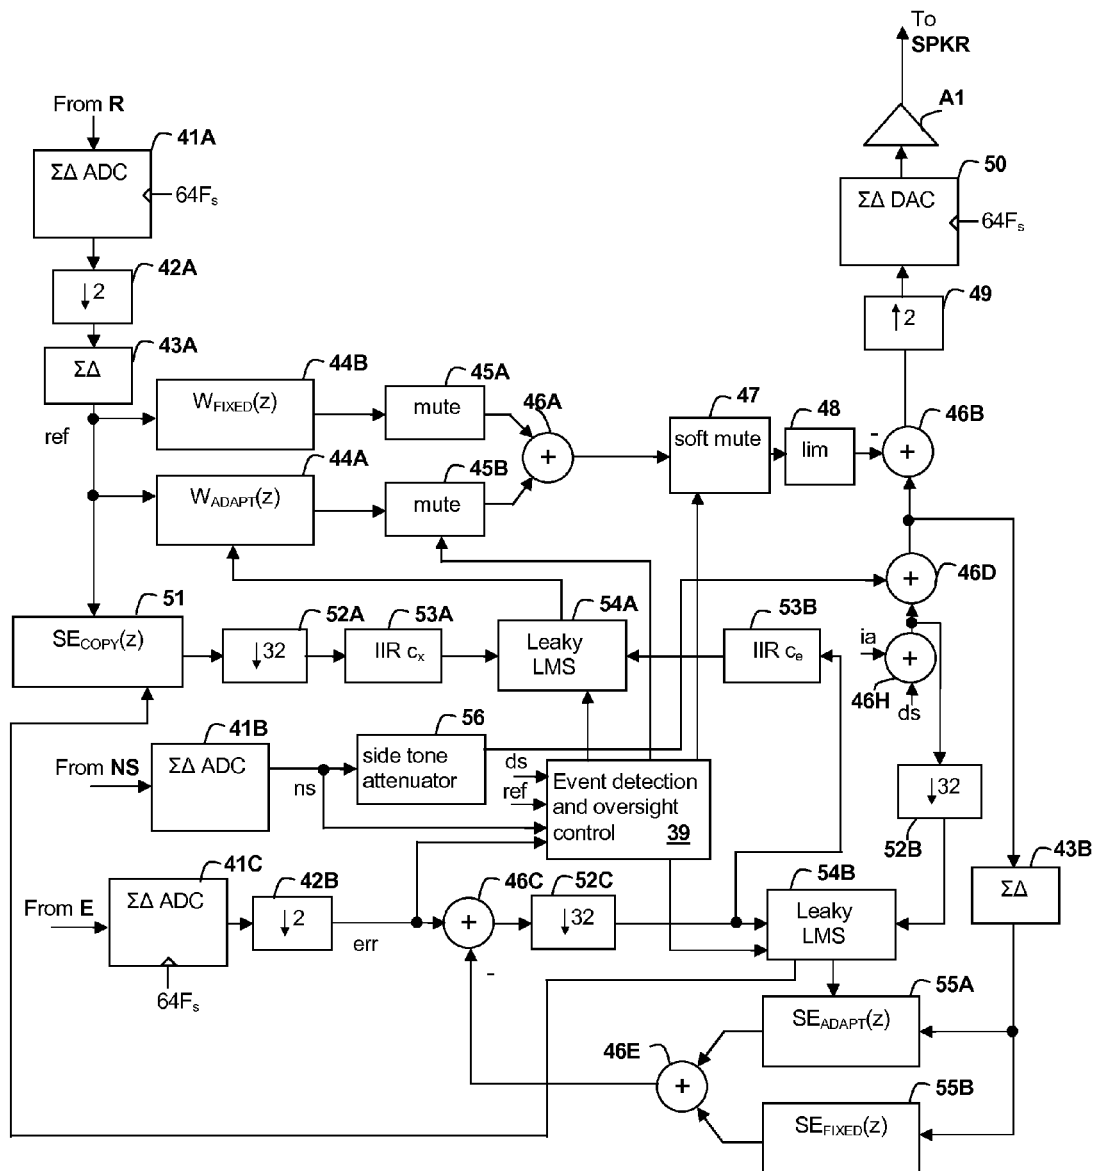 To
SPKR
A1
From R
41A
ΣΔ ADC
64Fs
50
ΣΔ DAC
64Fs
42A
↓2
49
↑2
43A
ΣΔ
44B
WFIXED(z)
45A
mute
46A
+
47
soft mute
48
lim
-
46B
+
ref
44A
WADAPT(z)
45B
mute
46D
+
51
SECOPY(z)
52A
↓32
53A
IIR cx
54A
Leaky
LMS
53B
IIR ce
ia
+
46H
ds
41B
From NS
ΣΔ ADC
ns
56
side tone
attenuator
ds
ref
Event detection
and oversight
control
39
↓32
52B
43B
ΣΔ
41C
From E
ΣΔ ADC
64Fs
42B
↓2
err
46C
+
-
52C
↓32
54B
Leaky
LMS
55A
SEADAPT(z)
46E
+
55B
SEFIXED(z)